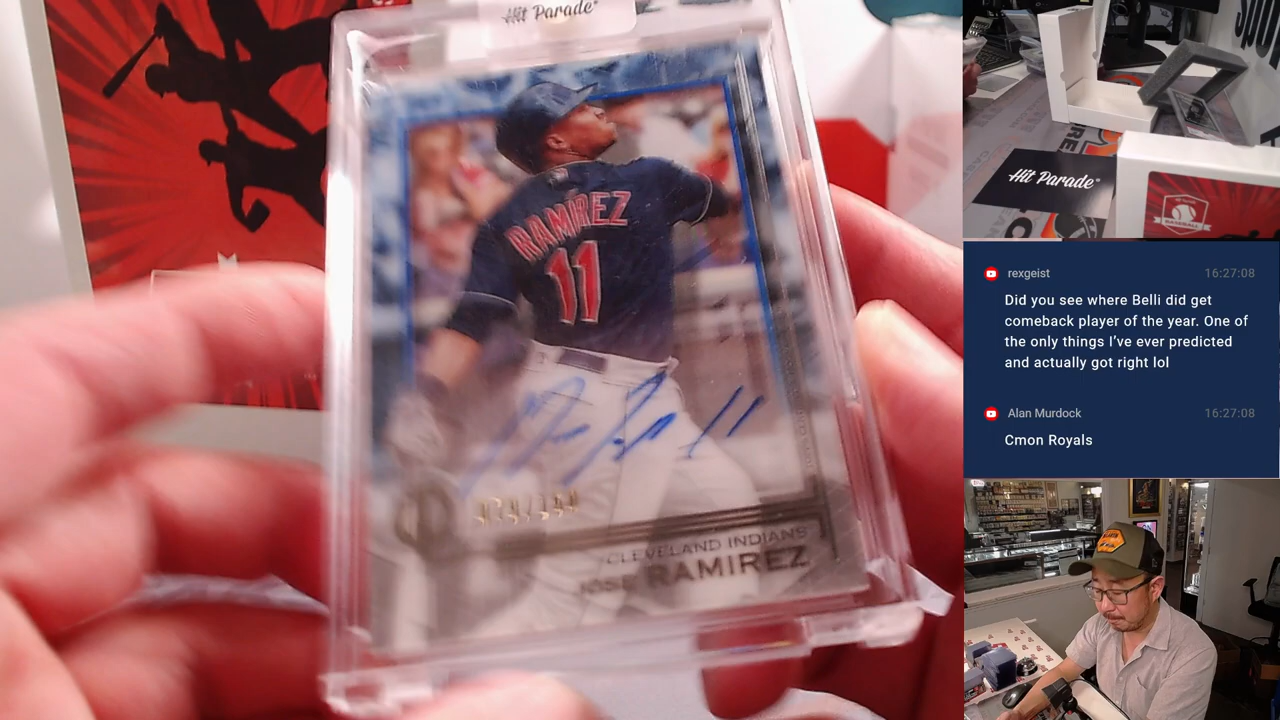 Hit Parade®
RAMIREZ
11
CLEVELAND INDIANS
JOSÉ RAMIREZ
Hit Parade®
BASEBALL
rexgeist
16:27:08
Did you see where Belli did get
comeback player of the year. One of
the only things I've ever predicted
and actually got right lol
Alan Murdock
16:27:08
Cmon Royals